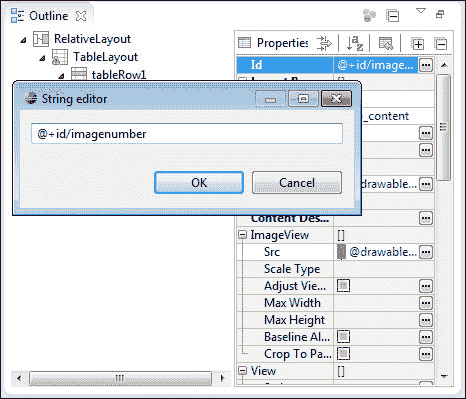 Outline
RelativeLayout
TableLayout
tableRow1
Properties
Id @+id/image...
[]
_content
String editor
@+id/imagenumber
OK Cancel
drawable...
Content Des...
ImageView []
Src @drawable...
Scale Type
Adjust Vie...
Max Width
Max Height
Baseline Al...
Crop To Pa...
View []